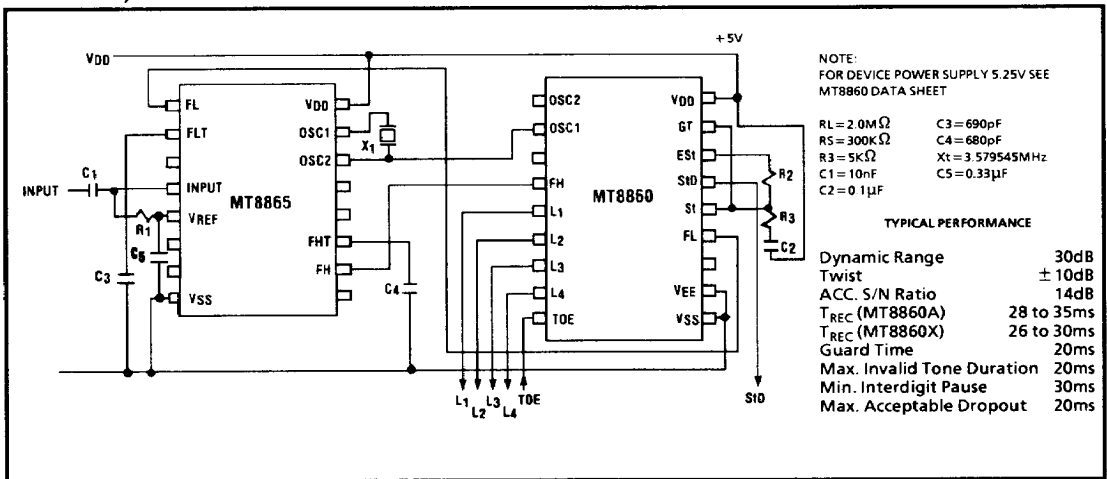 +5V
VDD
NOTE:
FOR DEVICE POWER SUPPLY 5.25V SEE
MT8860 DATA SHEET
RL=2.0MΩ C3=690pF
RS=300KΩ C4=680pF
R3=5KΩ Xt=3.579545MHz
C1=10nF C5=0.33µF
C2=0.1µF
TYPICAL PERFORMANCE
Dynamic Range 30dB
Twist ±10dB
ACC. S/N Ratio 14dB
TREC (MT8860A) 28 to 35ms
TREC (MT8860X) 26 to 30ms
Guard Time 20ms
Max. Invalid Tone Duration 20ms
Min. Interdigit Pause 30ms
Max. Acceptable Dropout 20ms
INPUT
C1
R1
C5
C3
MT8865
FL
FLT
INPUT
VREF
VSS
VDD
OSC1
OSC2
FHT
FH
X1
C4
MT8860
OSC2
OSC1
FH
L1
L2
L3
L4
TOE
VDD
GT
ESt
StD
St
FL
VEE
VSS
R2
R3
C2
L1
L2
L3
L4
TOE
StD